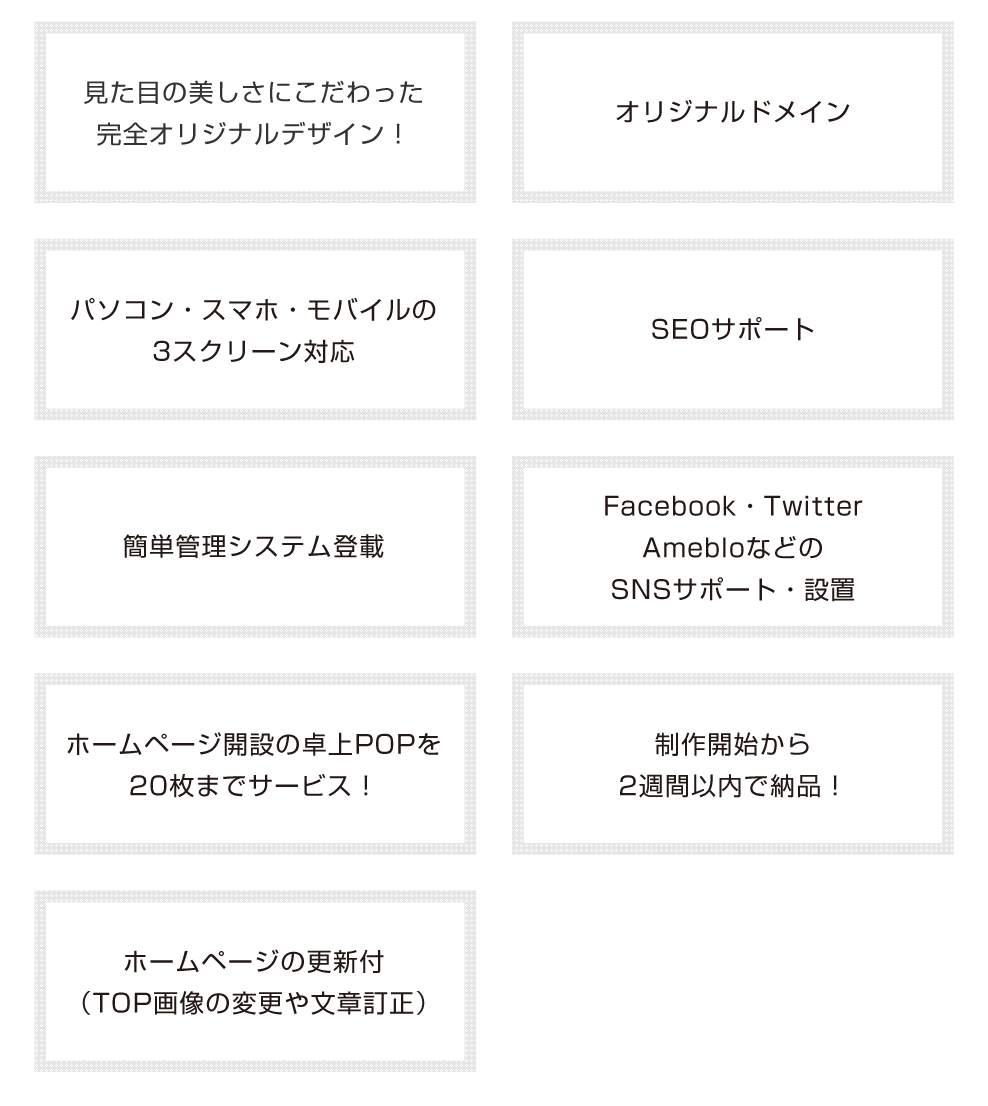 見た目の美しさにこだわった
完全オリジナルデザイン！
オリジナルドメイン
パソコン・スマホ・モバイルの
3スクリーン対応
SEOサポート
簡単管理システム登載
Facebook・Twitter
Amebloなどの
SNSサポート・設置
ホームページ開設の卓上POPを
20枚までサービス！
制作開始から
2週間以内で納品！
ホームページの更新付
（TOP画像の変更や文章訂正）